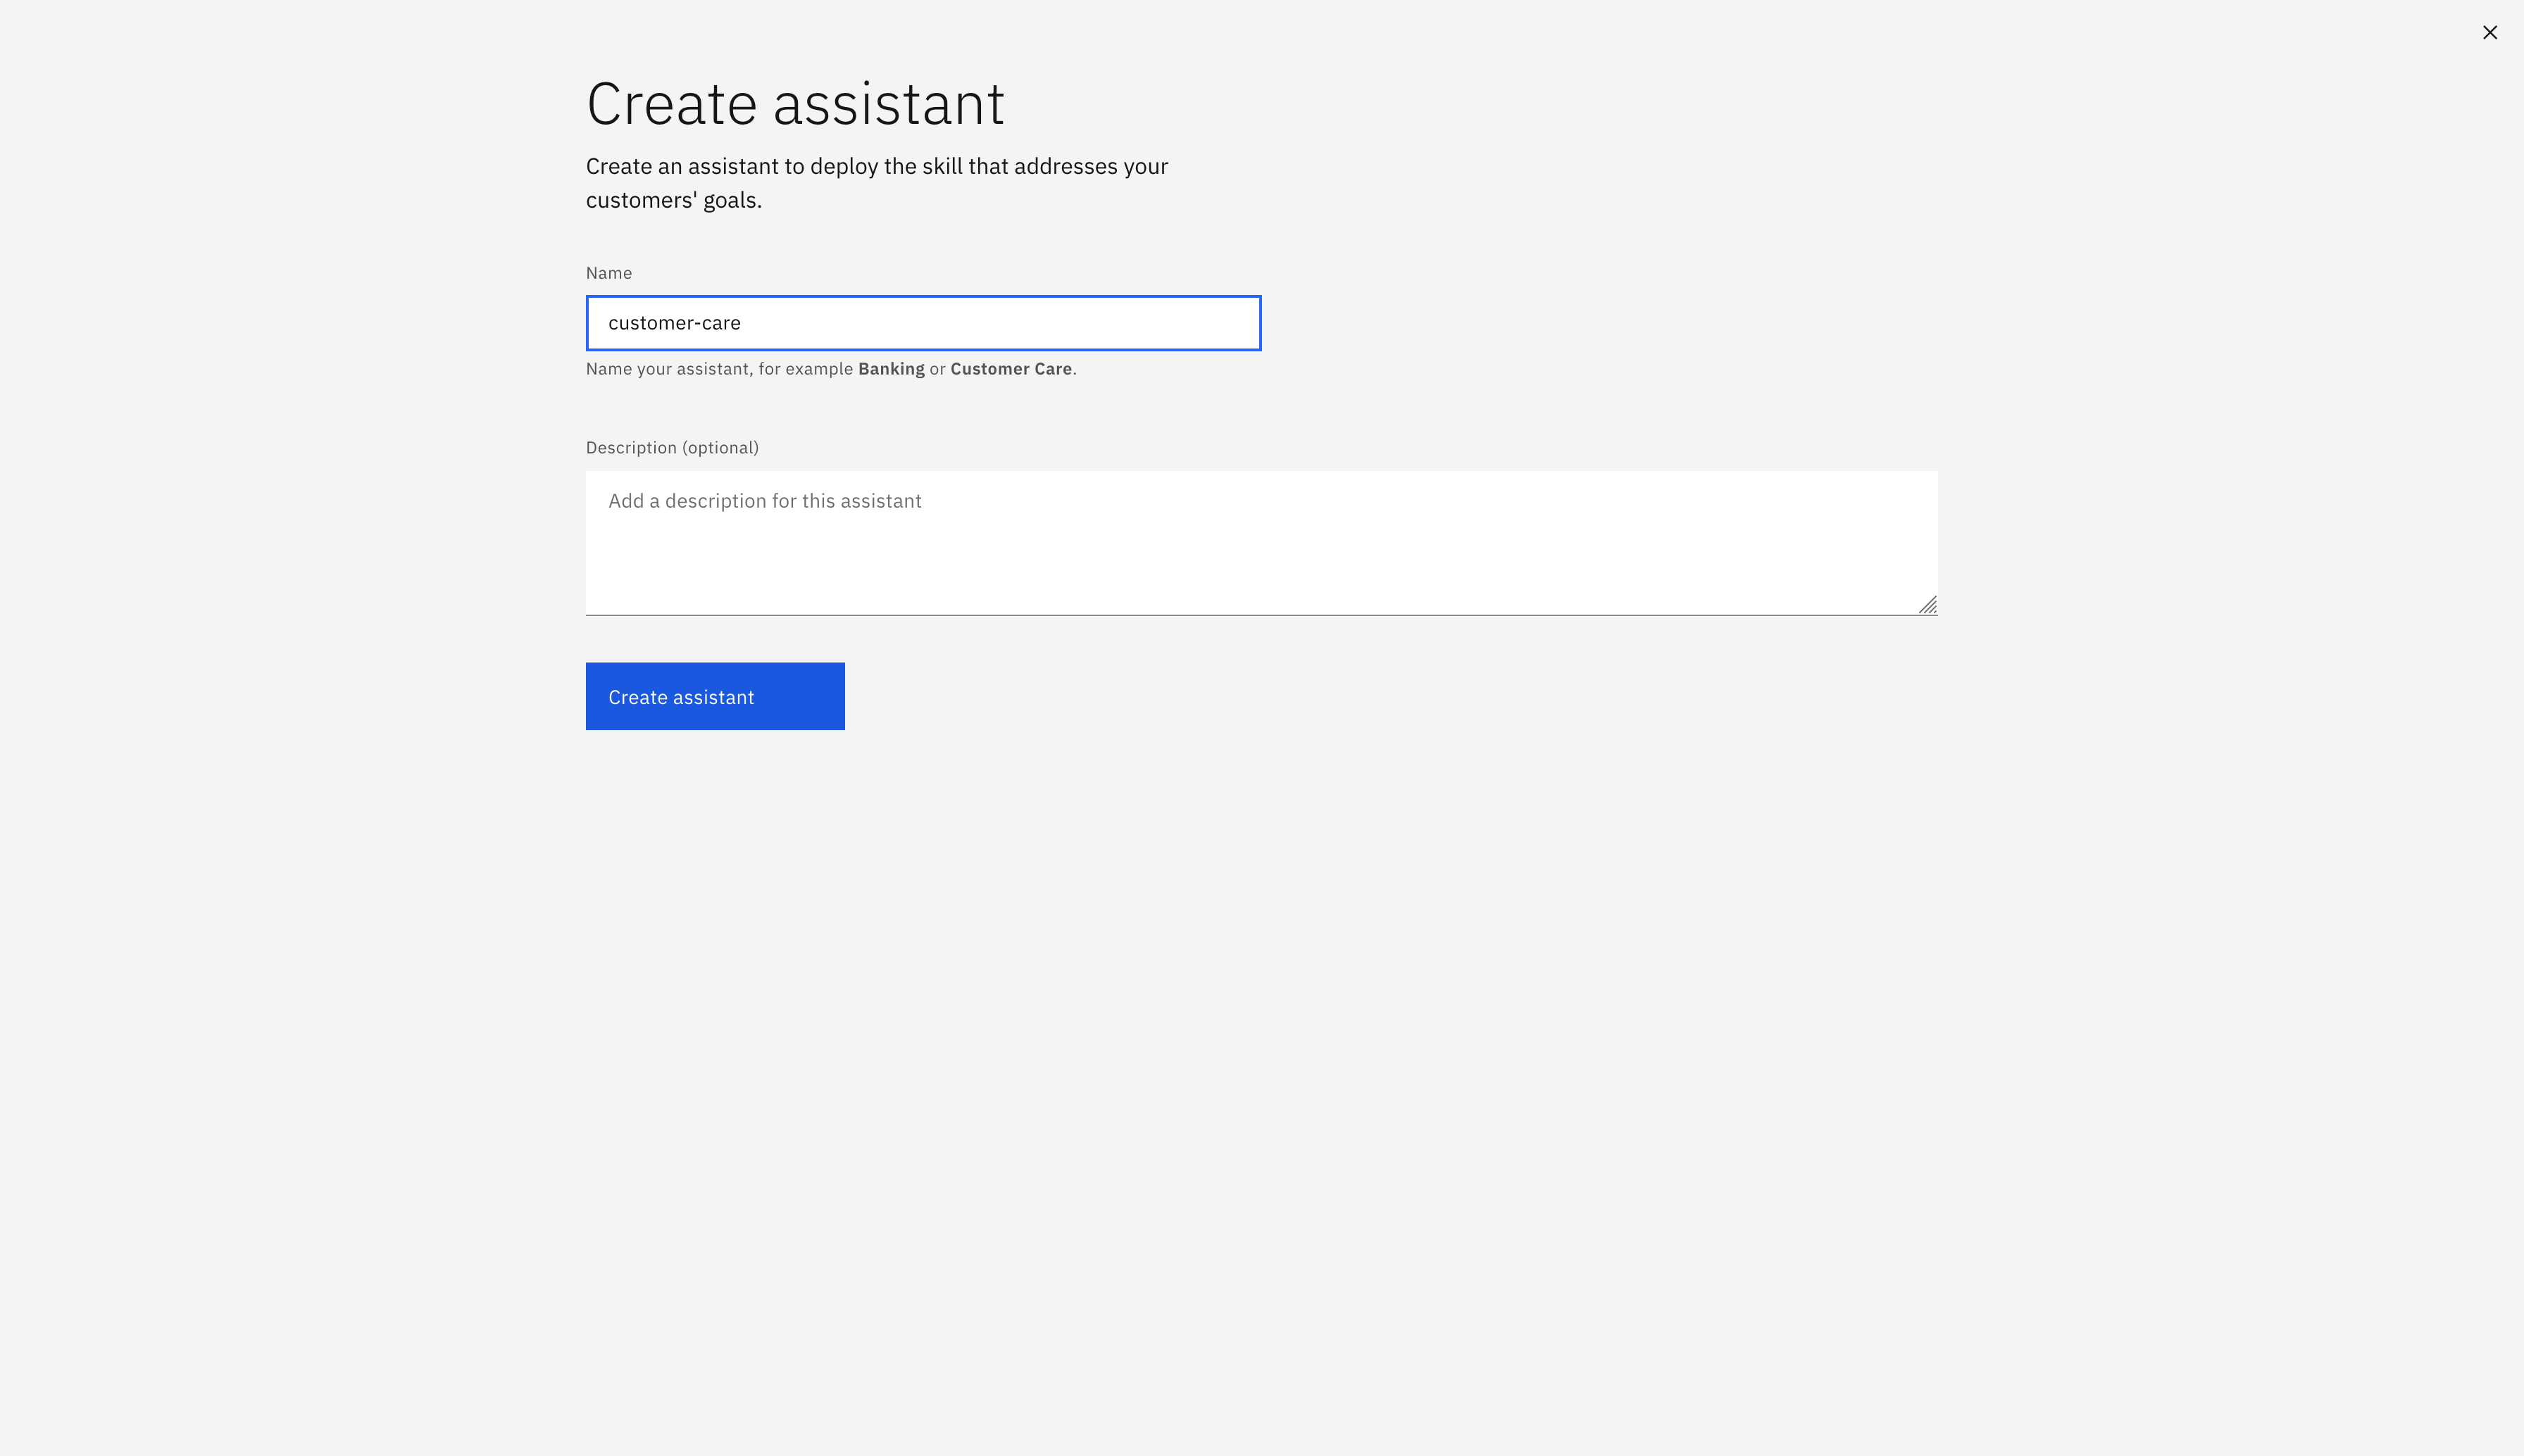 Create assistant
Create an assistant to deploy the skill that addresses your
customers' goals.
Name
customer-care
Name your assistant, for example Banking or Customer Care.
Description (optional)
Add a description for this assistant
Create assistant